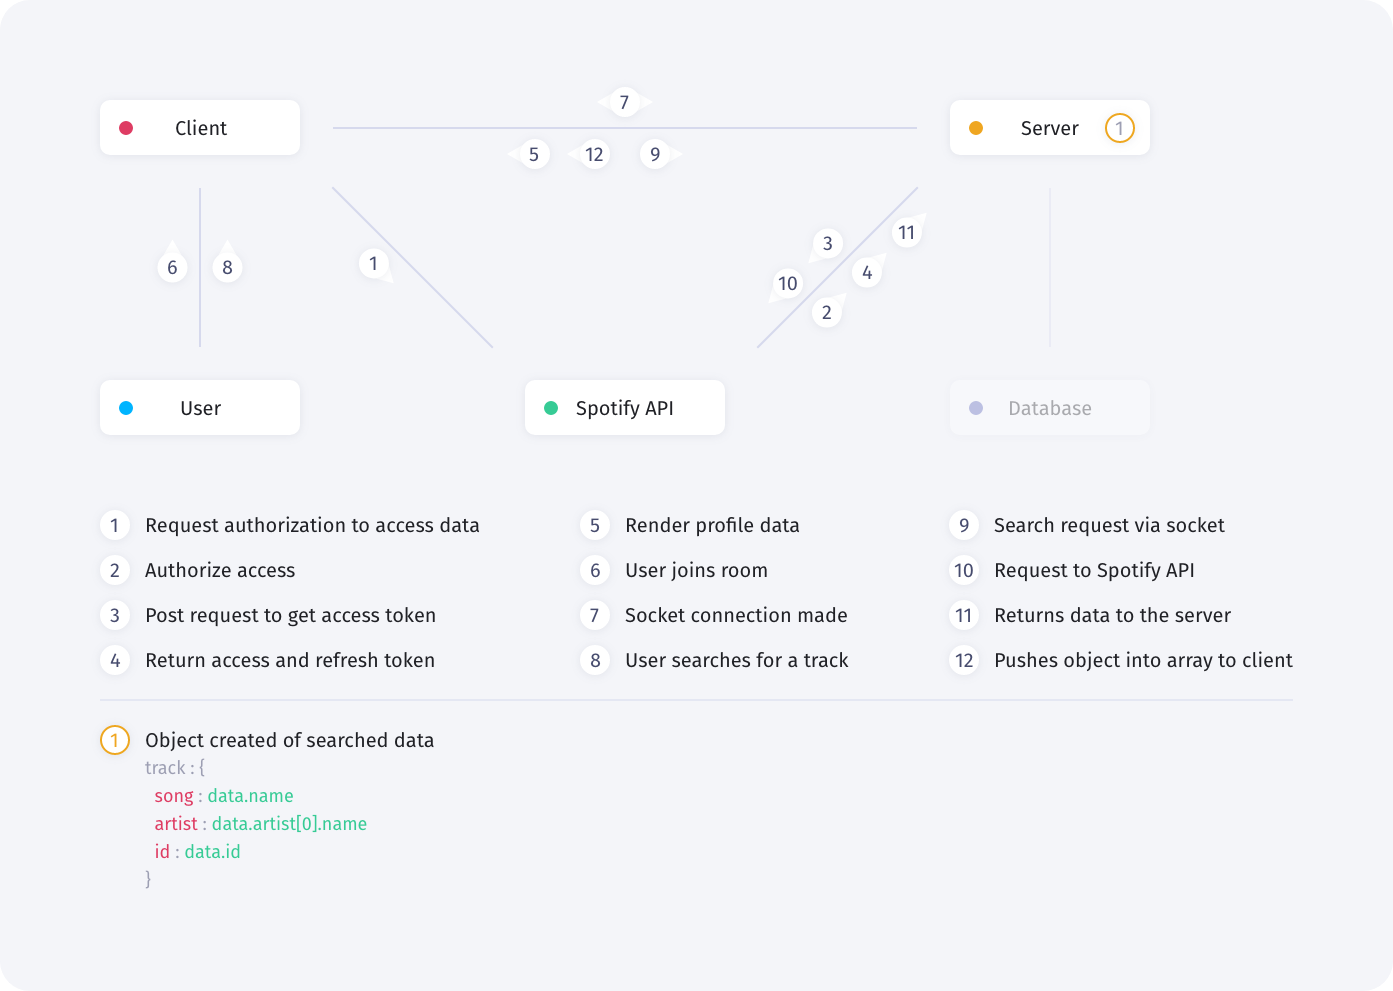 7
Client
Server
1
5
12
9
6
8
1
3
11
10
4
2
User
Spotify API
Database
1 Request authorization to access data
2 Authorize access
3 Post request to get access token
4 Return access and refresh token
5 Render profile data
6 User joins room
7 Socket connection made
8 User searches for a track
9 Search request via socket
10 Request to Spotify API
11 Returns data to the server
12 Pushes object into array to client
1 Object created of searched data
track : {
song : data.name
artist : data.artist[0].name
id : data.id
}